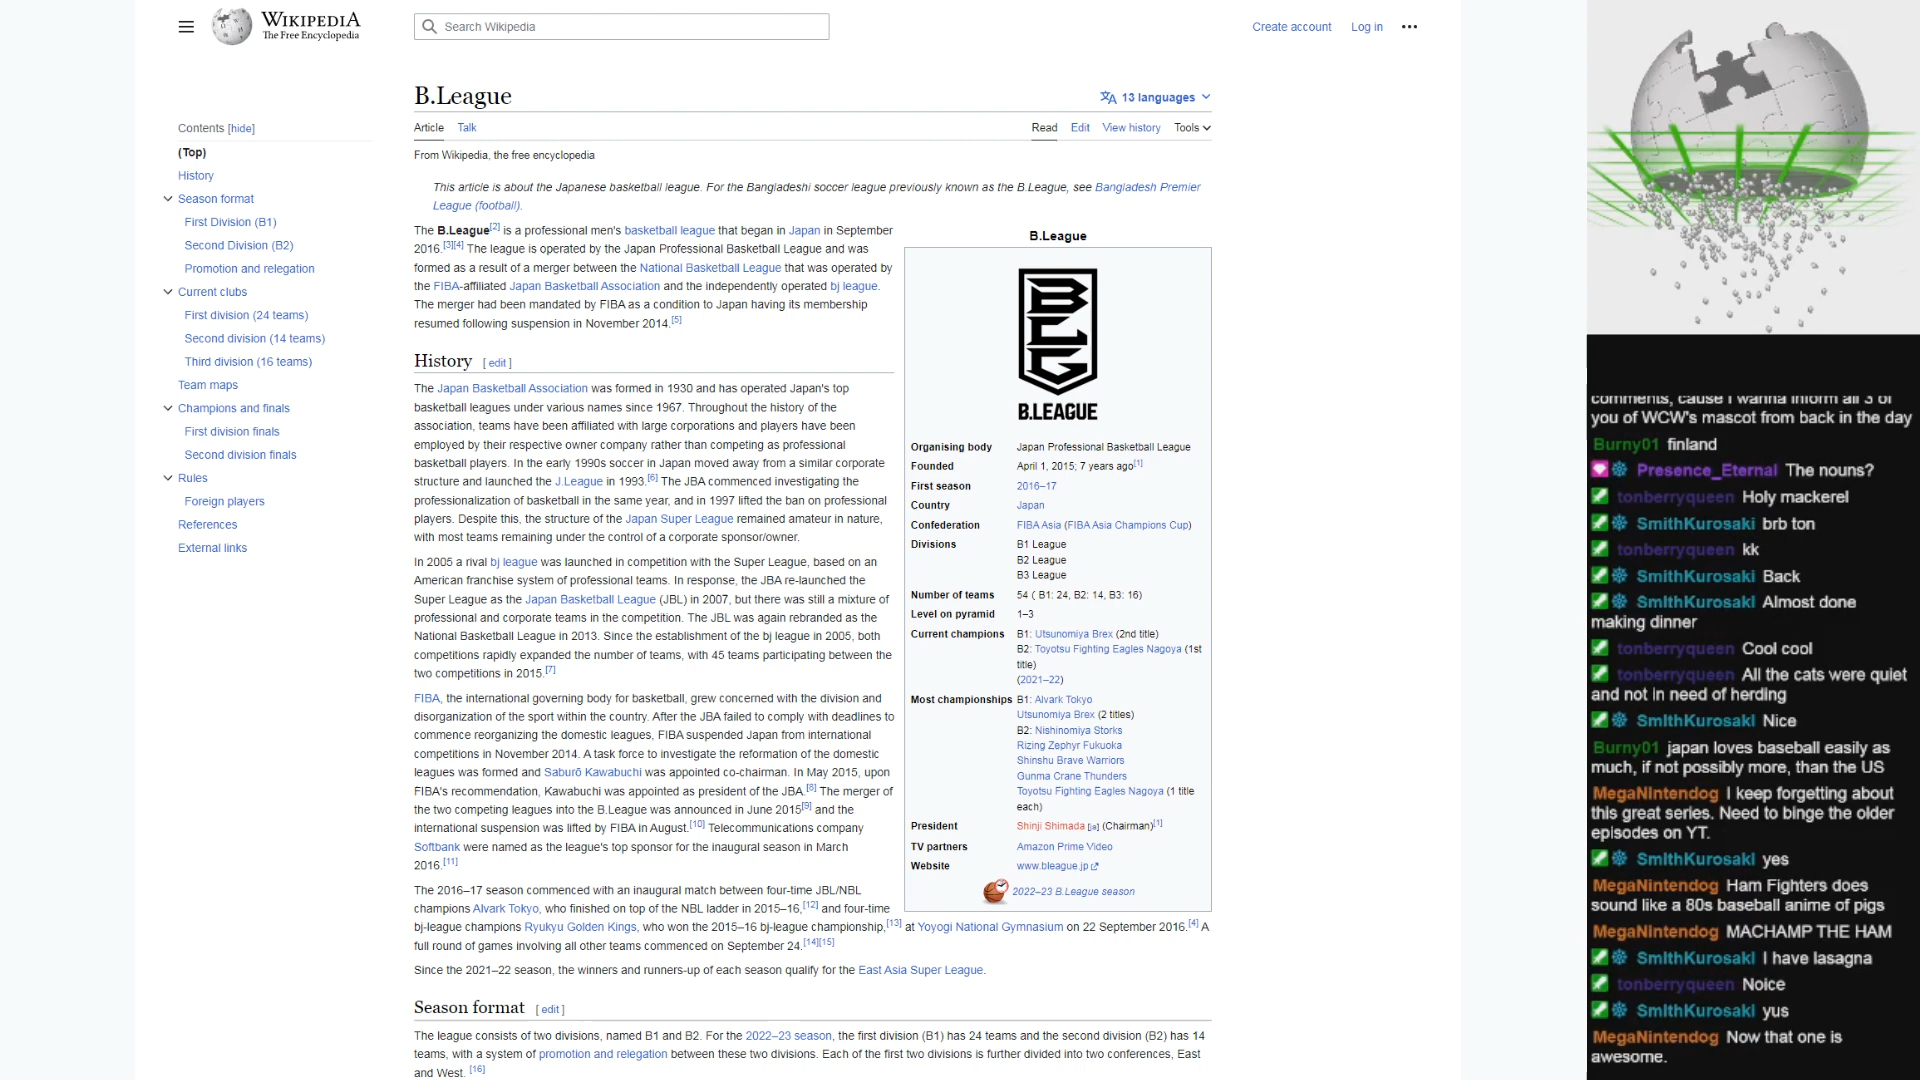 WIKIPEDIA
The Free Encyclopedia
Search Wikipedia
Create account
Log in
B.League
13 languages
Article
Talk
Read
Edit
View history
Tools
From Wikipedia, the free encyclopedia
This article is about the Japanese basketball league. For the Bangladeshi soccer league previously known as the B.League, see Bangladesh Premier
League (football).
Contents [hide]
(Top)
History
Season format
First Division (B1)
Second Division (B2)
Promotion and relegation
Current clubs
First division (24 teams)
Second division (14 teams)
Third division (16 teams)
Team maps
Champions and finals
First division finals
Second division finals
Rules
Foreign players
References
External links
The B.League[2] is a professional men's basketball league that began in Japan in September
2016.[3][4] The league is operated by the Japan Professional Basketball League and was
formed as a result of a merger between the National Basketball League that was operated by
the FIBA-affiliated Japan Basketball Association and the independently operated bj league.
The merger had been mandated by FIBA as a condition to Japan having its membership
resumed following suspension in November 2014.[5]
History [ edit ]
The Japan Basketball Association was formed in 1930 and has operated Japan's top
basketball leagues under various names since 1967. Throughout the history of the
association, teams have been affiliated with large corporations and players have been
employed by their respective owner company rather than competing as professional
basketball players. In the early 1990s soccer in Japan moved away from a similar corporate
structure and launched the J.League in 1993.[6] The JBA commenced investigating the
professionalization of basketball in the same year, and in 1997 lifted the ban on professional
players. Despite this, the structure of the Japan Super League remained amateur in nature,
with most teams remaining under the control of a corporate sponsor/owner.
In 2005 a rival bj league was launched in competition with the Super League, based on an
American franchise system of professional teams. In response, the JBA re-launched the
Super League as the Japan Basketball League (JBL) in 2007, but there was still a mixture of
professional and corporate teams in the competition. The JBL was again rebranded as the
National Basketball League in 2013. Since the establishment of the bj league in 2005, both
competitions rapidly expanded the number of teams, with 45 teams participating between the
two competitions in 2015.[7]
FIBA, the international governing body for basketball, grew concerned with the division and
disorganization of the sport within the country. After the JBA failed to comply with deadlines to
commence reorganizing the domestic leagues, FIBA suspended Japan from international
competitions in November 2014. A task force to investigate the reformation of the domestic
leagues was formed and Saburō Kawabuchi was appointed co-chairman. In May 2015, upon
FIBA's recommendation, Kawabuchi was appointed as president of the JBA.[8] The merger of
the two competing leagues into the B.League was announced in June 2015[9] and the
international suspension was lifted by FIBA in August.[10] Telecommunications company
Softbank were named as the league's top sponsor for the inaugural season in March
2016.[11]
The 2016–17 season commenced with an inaugural match between four-time JBL/NBL
champions Alvark Tokyo, who finished on top of the NBL ladder in 2015–16,[12] and four-time
bj-league champions Ryukyu Golden Kings, who won the 2015–16 bj-league championship,[13] at Yoyogi National Gymnasium on 22 September 2016.[4] A
full round of games involving all other teams commenced on September 24.[14][15]
Since the 2021–22 season, the winners and runners-up of each season qualify for the East Asia Super League.
Season format [ edit ]
The league consists of two divisions, named B1 and B2. For the 2022–23 season, the first division (B1) has 24 teams and the second division (B2) has 14
teams, with a system of promotion and relegation between these two divisions. Each of the first two divisions is further divided into two conferences, East
and West. [16]
B.League
B.LEAGUE
Organising body Japan Professional Basketball League
Founded April 1, 2015; 7 years ago[1]
First season 2016–17
Country Japan
Confederation FIBA Asia (FIBA Asia Champions Cup)
Divisions B1 League
B2 League
B3 League
Number of teams 54 ( B1: 24, B2: 14, B3: 16)
Level on pyramid 1–3
Current champions B1: Utsunomiya Brex (2nd title)
B2: Toyotsu Fighting Eagles Nagoya (1st
title)
(2021–22)
Most championships B1: Alvark Tokyo
Utsunomiya Brex (2 titles)
B2: Nishinomiya Storks
Rizing Zephyr Fukuoka
Shinshu Brave Warriors
Gunma Crane Thunders
Toyotsu Fighting Eagles Nagoya (1 title
each)
President Shinji Shimada [ja] (Chairman)[1]
TV partners Amazon Prime Video
Website www.bleague.jp
2022–23 B.League season
comments, cause I wanna inform all 3 of
you of WCW's mascot from back in the day
Burny01 finland
Presence_Eternal The nouns?
tonberryqueen Holy mackerel
SmithKurosaki brb ton
tonberryqueen kk
SmithKurosaki Back
SmithKurosaki Almost done
making dinner
tonberryqueen Cool cool
tonberryqueen All the cats were quiet
and not in need of herding
SmithKurosaki Nice
Burny01 japan loves baseball easily as
much, if not possibly more, than the US
MegaNintendog I keep forgetting about
this great series. Need to binge the older
episodes on YT.
SmithKurosaki yes
MegaNintendog Ham Fighters does
sound like a 80s baseball anime of pigs
MegaNintendog MACHAMP THE HAM
SmithKurosaki I have lasagna
tonberryqueen Noice
SmithKurosaki yus
MegaNintendog Now that one is
awesome.